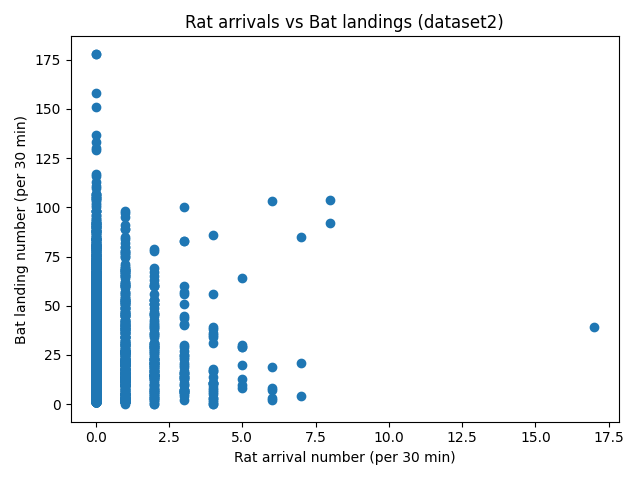 Rat arrivals vs Bat landings (dataset2)
Bat landing number (per 30 min)
175
150
125
100
75
50
25
0
0.0 2.5 5.0 7.5 10.0 12.5 15.0 17.5
Rat arrival number (per 30 min)